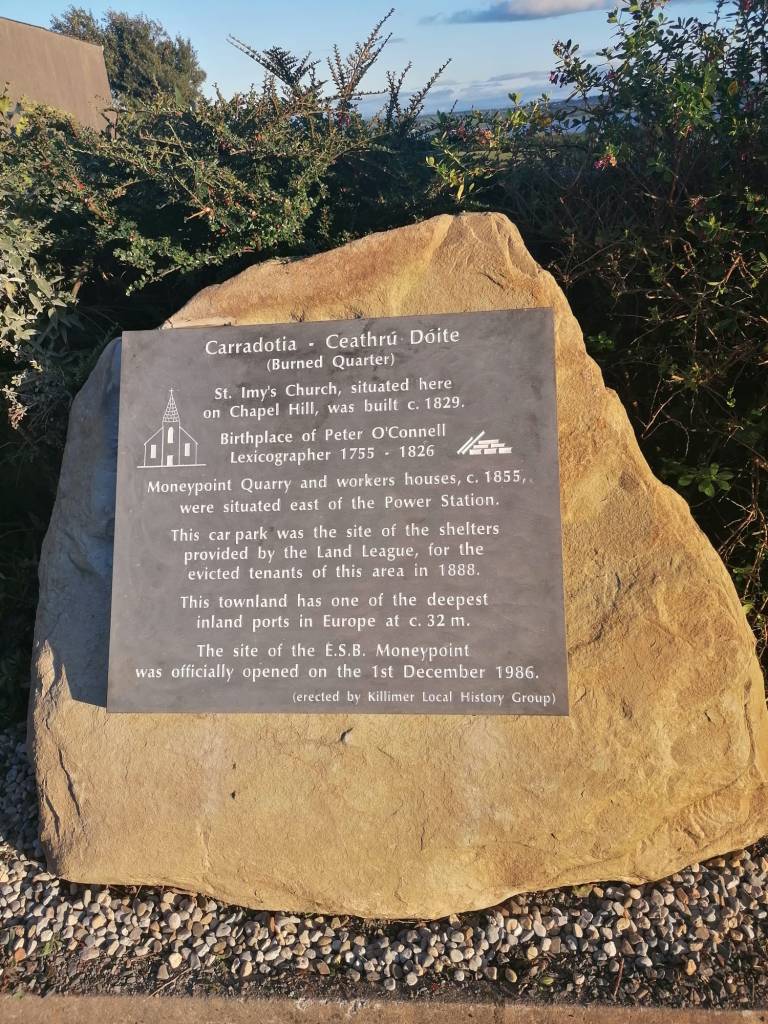 Carradotia - Ceathrú Dóite
(Burned Quarter)
St. Imy's Church, situated here
on Chapel Hill, was built c. 1829.
Birthplace of Peter O'Connell
Lexicographer 1755 - 1826
Moneypoint Quarry and workers houses, c. 1855,
were situated east of the Power Station.
This car park was the site of the shelters
provided by the Land League, for the
evicted tenants of this area in 1888.
This townland has one of the deepest
inland ports in Europe at c. 32 m.
The site of the E.S.B. Moneypoint
was officially opened on the 1st December 1986.
(erected by Killimer Local History Group)